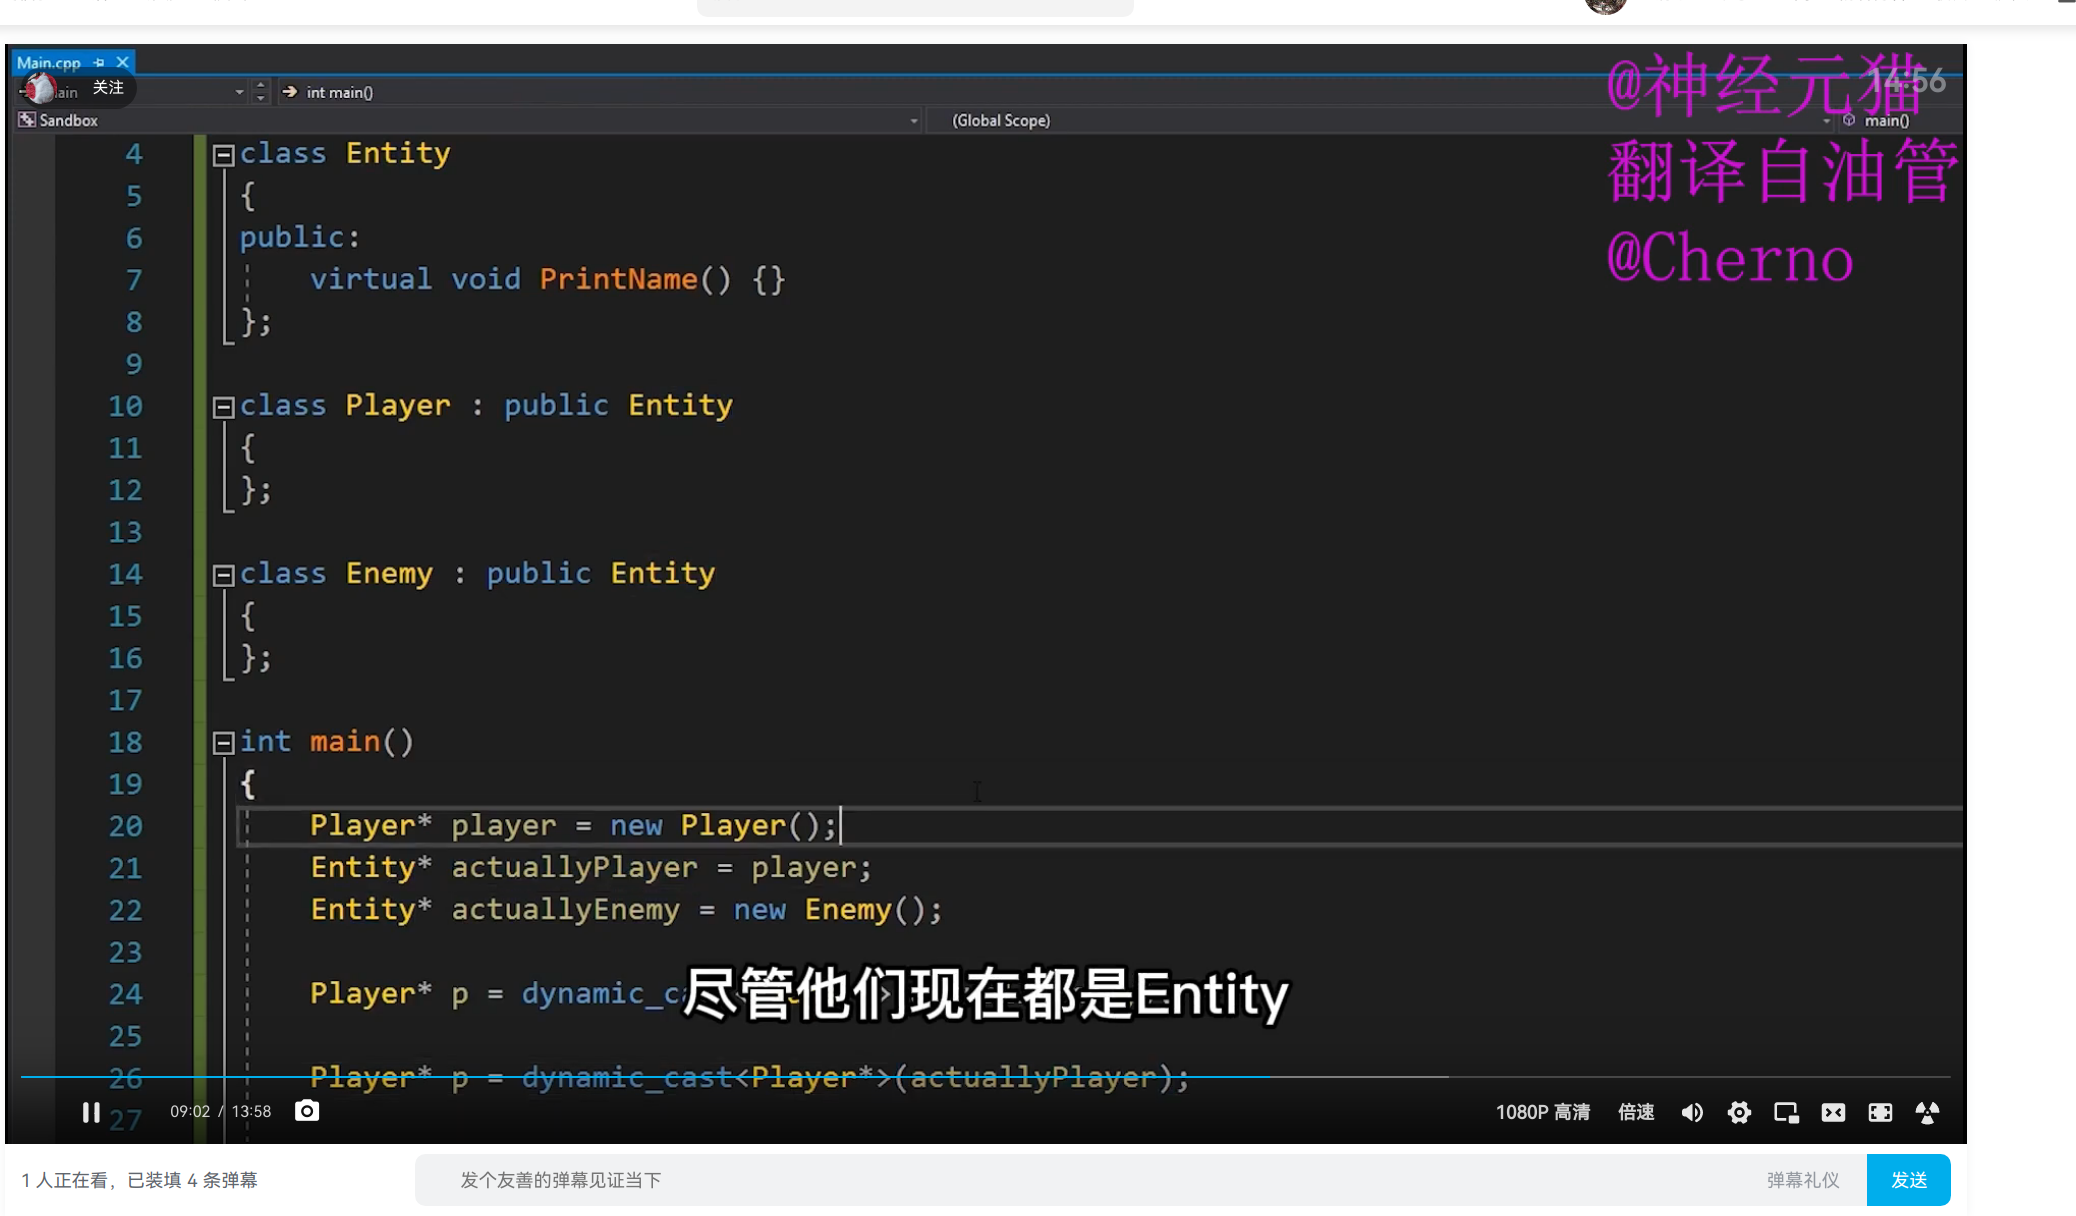 Main.cpp
关注
int main()
14:56
Sandbox
(Global Scope)
main()
@神经元猫
翻译自油管
@Cherno
4 class Entity
5 {
6 public:
7 virtual void PrintName() {}
8 };
9
10 class Player : public Entity
11 {
12 };
13
14 class Enemy : public Entity
15 {
16 };
17
18 int main()
19 {
20 Player* player = new Player();
21 Entity* actuallyPlayer = player;
22 Entity* actuallyEnemy = new Enemy();
23
24 Player* p =
尽管他们现在都是Entity
25
26 Player* p = dynamic_cast<Player*>(actuallyPlayer);
27
09:02 / 13:58
1080P 高清
倍速
1 人正在看，已装填 4 条弹幕
发个友善的弹幕见证当下
弹幕礼仪
发送